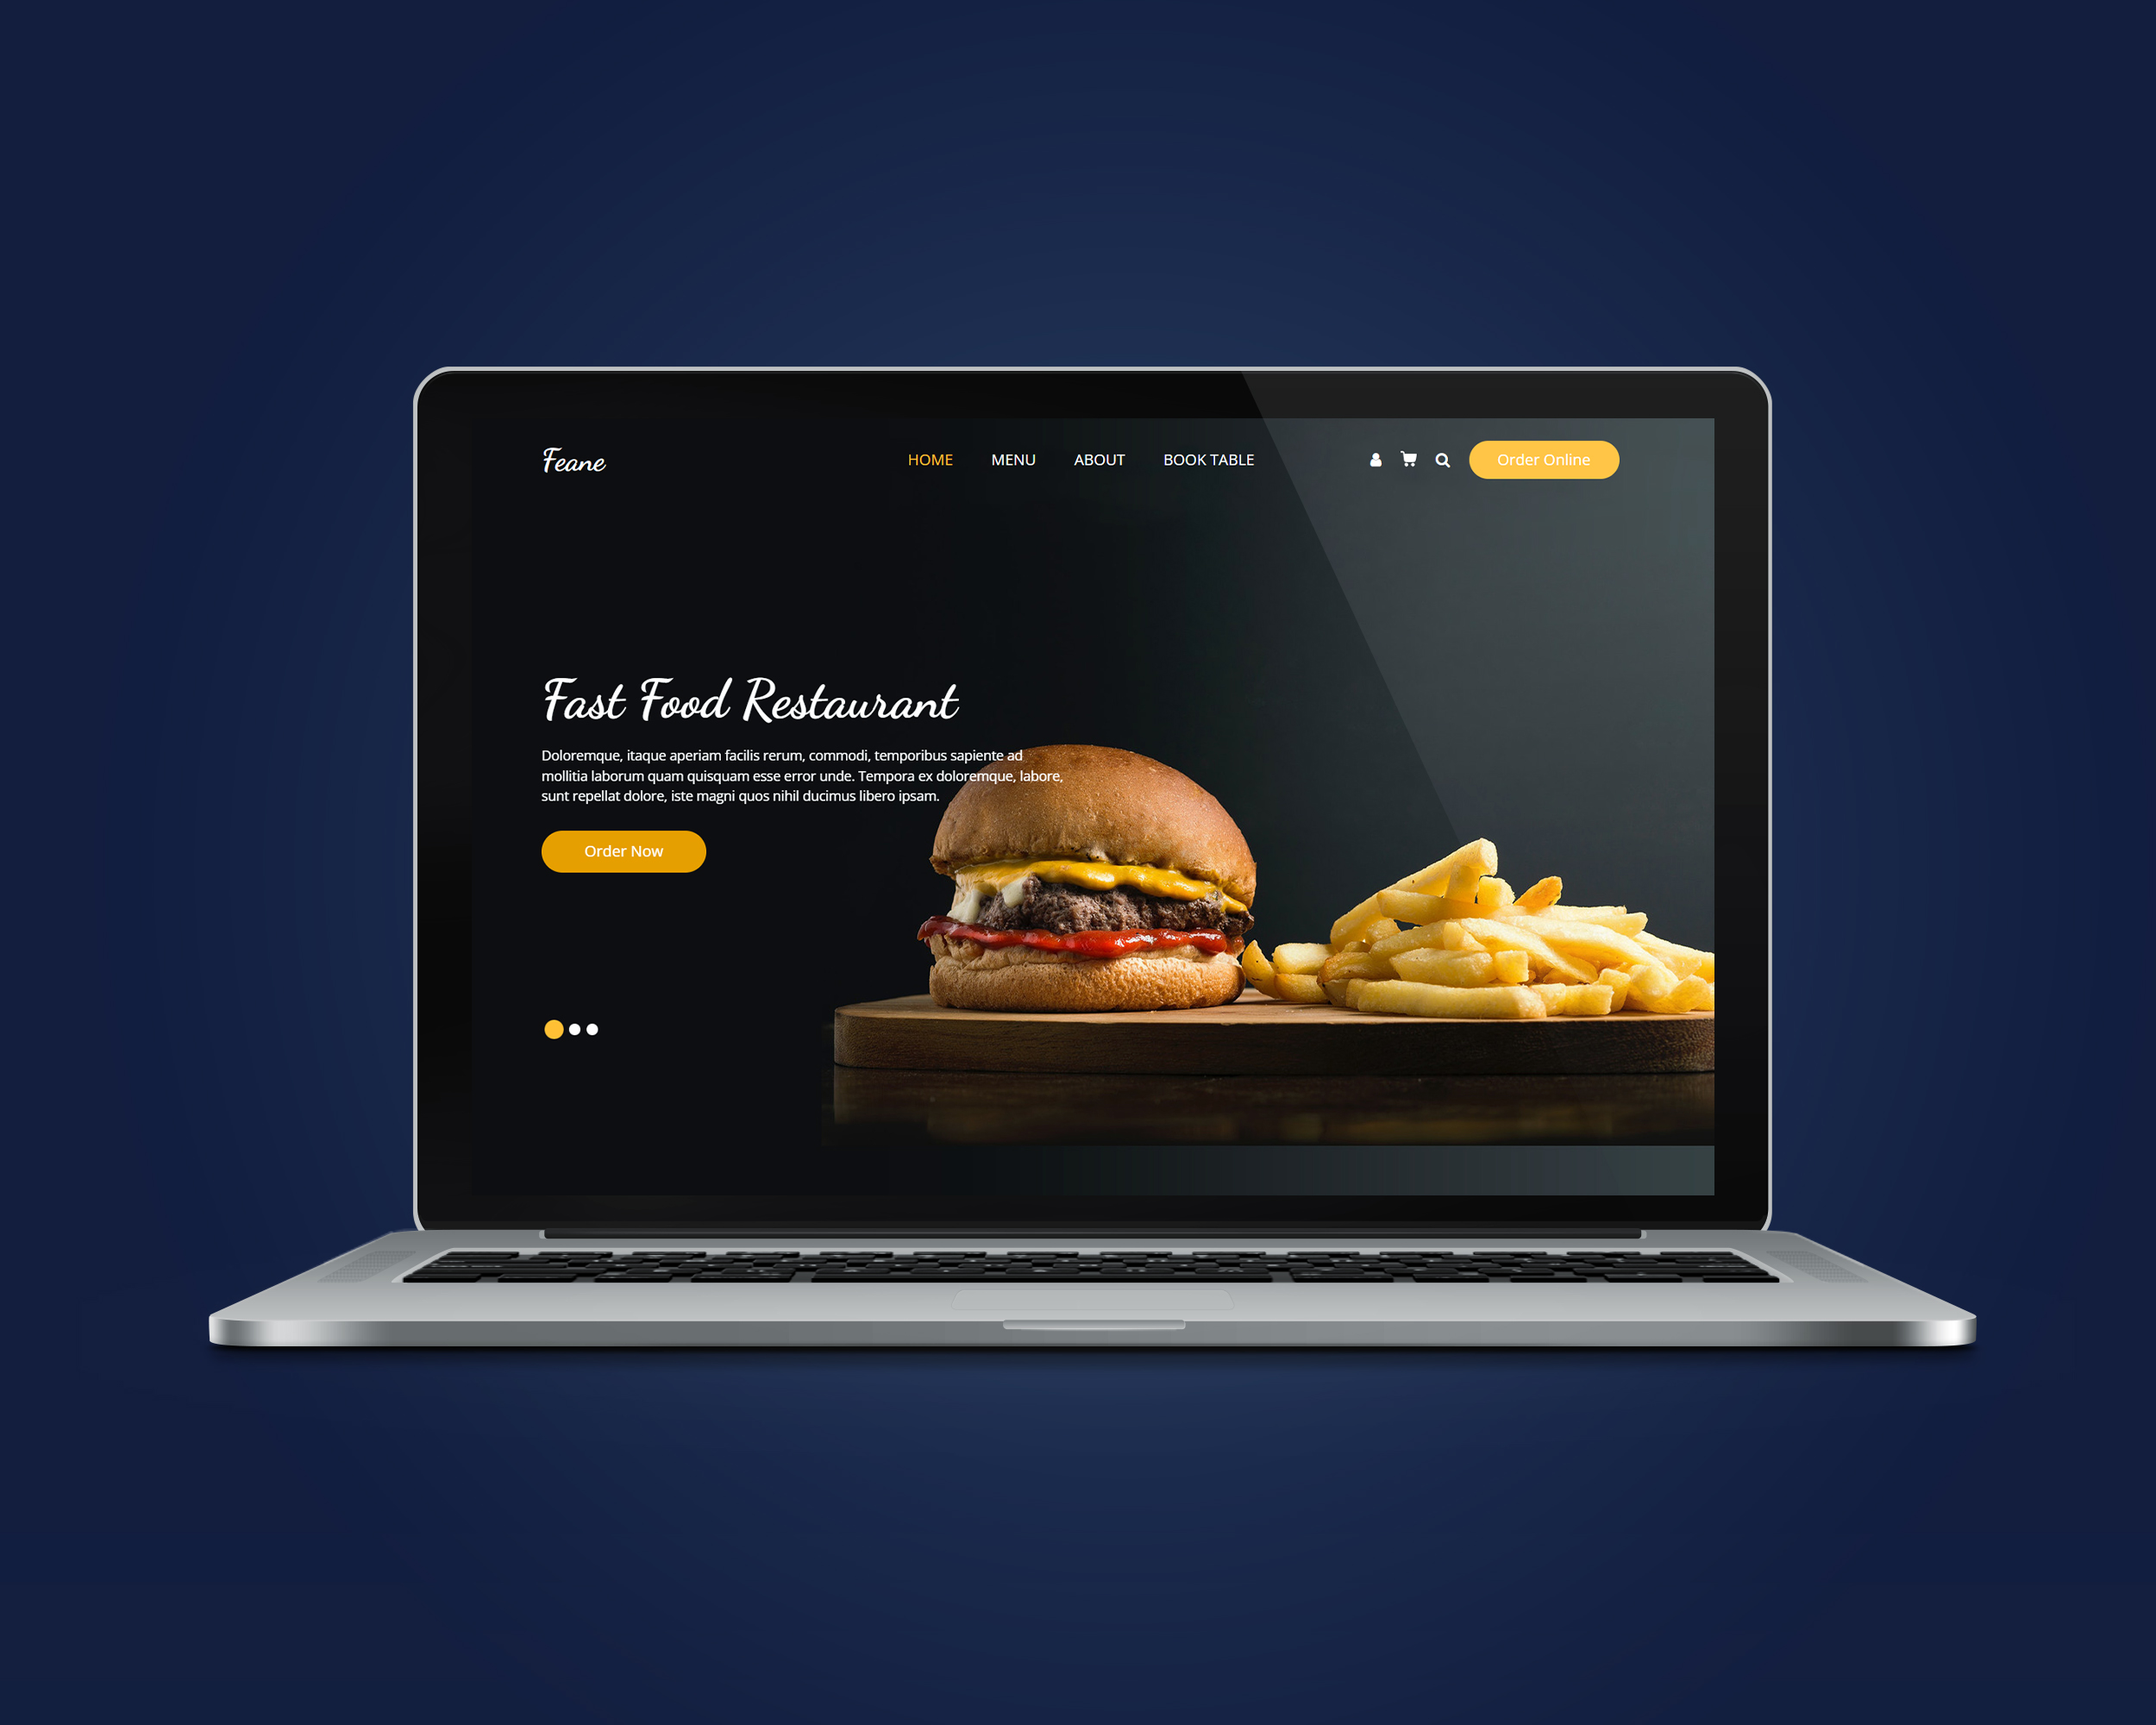 Feane
HOME MENU ABOUT BOOK TABLE Order Online
Fast Food Restaurant
Doloremque, itaque aperiam facilis rerum, commodi, temporibus sapiente ad
mollitia laborum quam quisquam esse error unde. Tempora ex doloremque, labore,
sunt repellat dolore, iste magni quos nihil ducimus libero ipsam.
Order Now